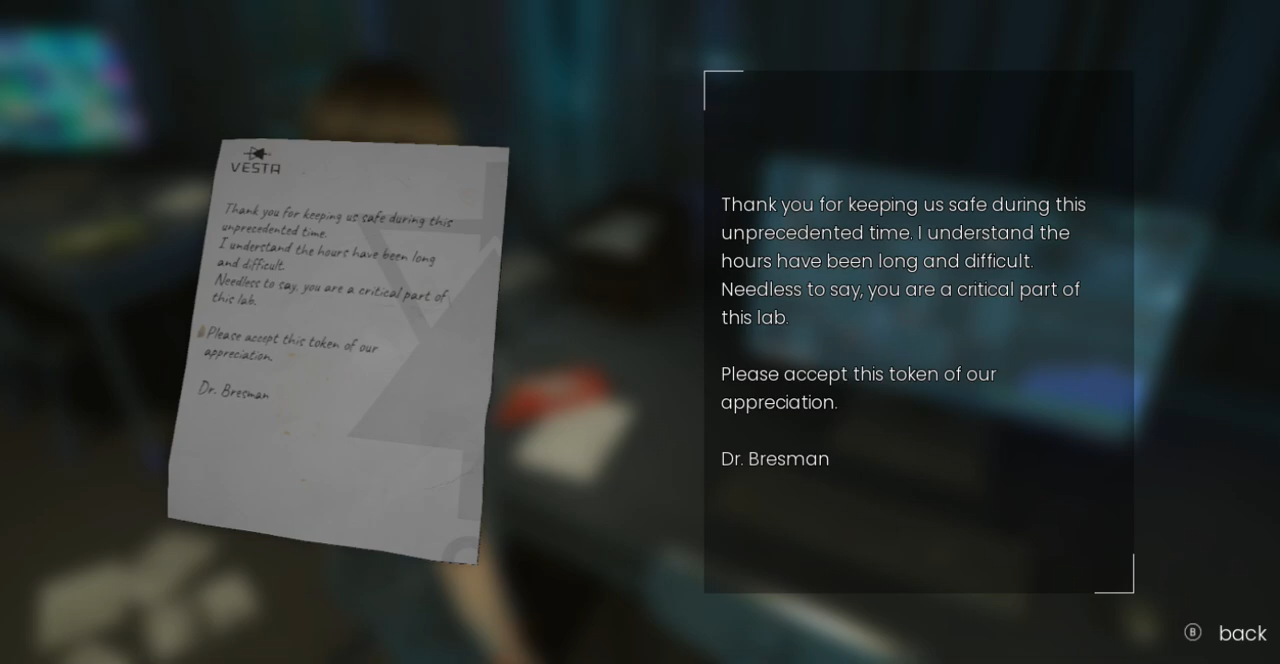 VESTA
Thank you for keeping us safe during this
unprecedented time.
I understand the hours have been long
and difficult.
Needless to say, you are a critical part of
this lab.
Please accept this token of our
appreciation.
Dr. Bresman
Thank you for keeping us safe during this
unprecedented time. I understand the
hours have been long and difficult.
Needless to say, you are a critical part of
this lab.
Please accept this token of our
appreciation.
Dr. Bresman
B back